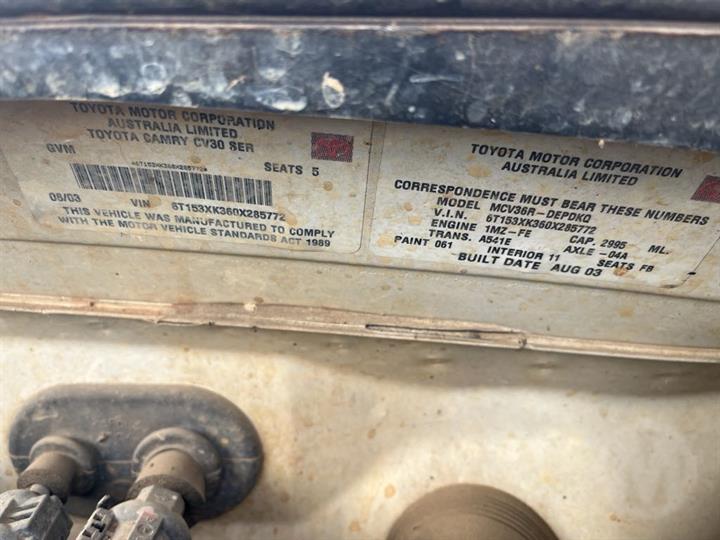 TOYOTA MOTOR CORPORATION
AUSTRALIA LIMITED
TOYOTA CAMRY CV30 SER
GVM
SEATS 5
*6T153XK360X285772*
05/03 VIN 6T153XK360X285772
THIS VEHICLE WAS MANUFACTURED TO COMPLY
WITH THE MOTOR VEHICLE STANDARDS ACT 1989
TOYOTA MOTOR CORPORATION
AUSTRALIA LIMITED
CORRESPONDENCE MUST BEAR THESE NUMBERS
MODEL MCV36R-DEPDKQ
V.I.N. 6T153XK360X285772
ENGINE 1MZ-FE CAP. 2995 ML.
TRANS. A541E AXLE -04A
PAINT 061 INTERIOR 11 SEATS FB
BUILT DATE AUG 03